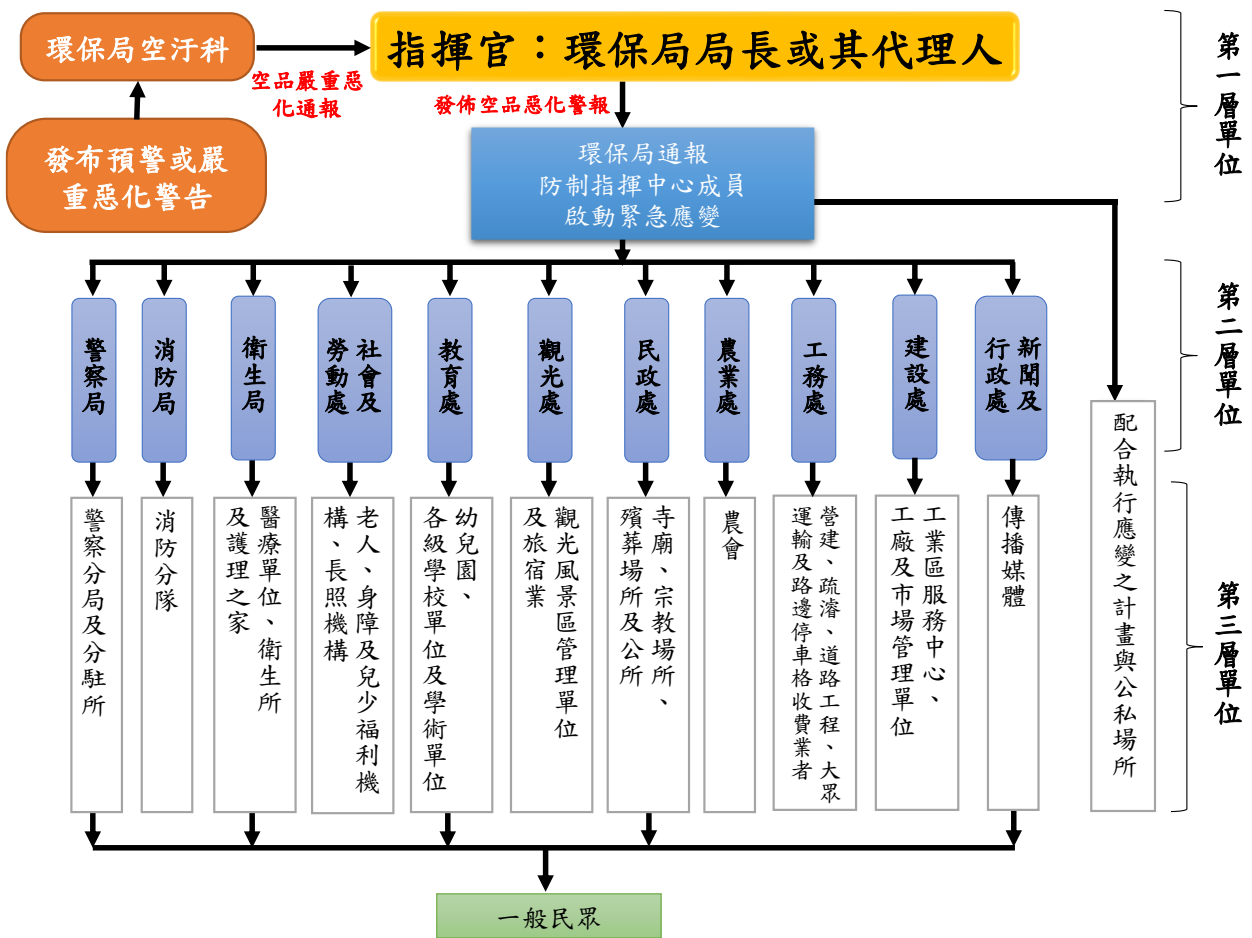 環保局空汙科
指揮官：環保局局長或其代理人
空品嚴重惡
化通報
發佈空品惡化警報
發布預警或嚴
重惡化警告
環保局通報
防制指揮中心成員
啟動緊急應變
第一層單位
警察局
消防局
衛生局
社會及
勞動處
教育處
觀光處
民政處
農業處
工務處
建設處
新聞及
行政處
第二層單位
警察分局及分駐所
消防分隊
醫療單位、衛生所
及護理之家
老人、身障及兒少福利機
構、長照機構
幼兒園、
各級學校單位及學術單位
觀光風景區管理單位
及旅宿業
寺廟、宗教場所、
殯葬場所及公所
農會
營建、疏濬、道路工程、大眾
運輸及路邊停車格收費業者
工業區服務中心、
工廠及市場管理單位
傳播媒體
配合執行應變之計畫與公私場所
第三層單位
一般民眾